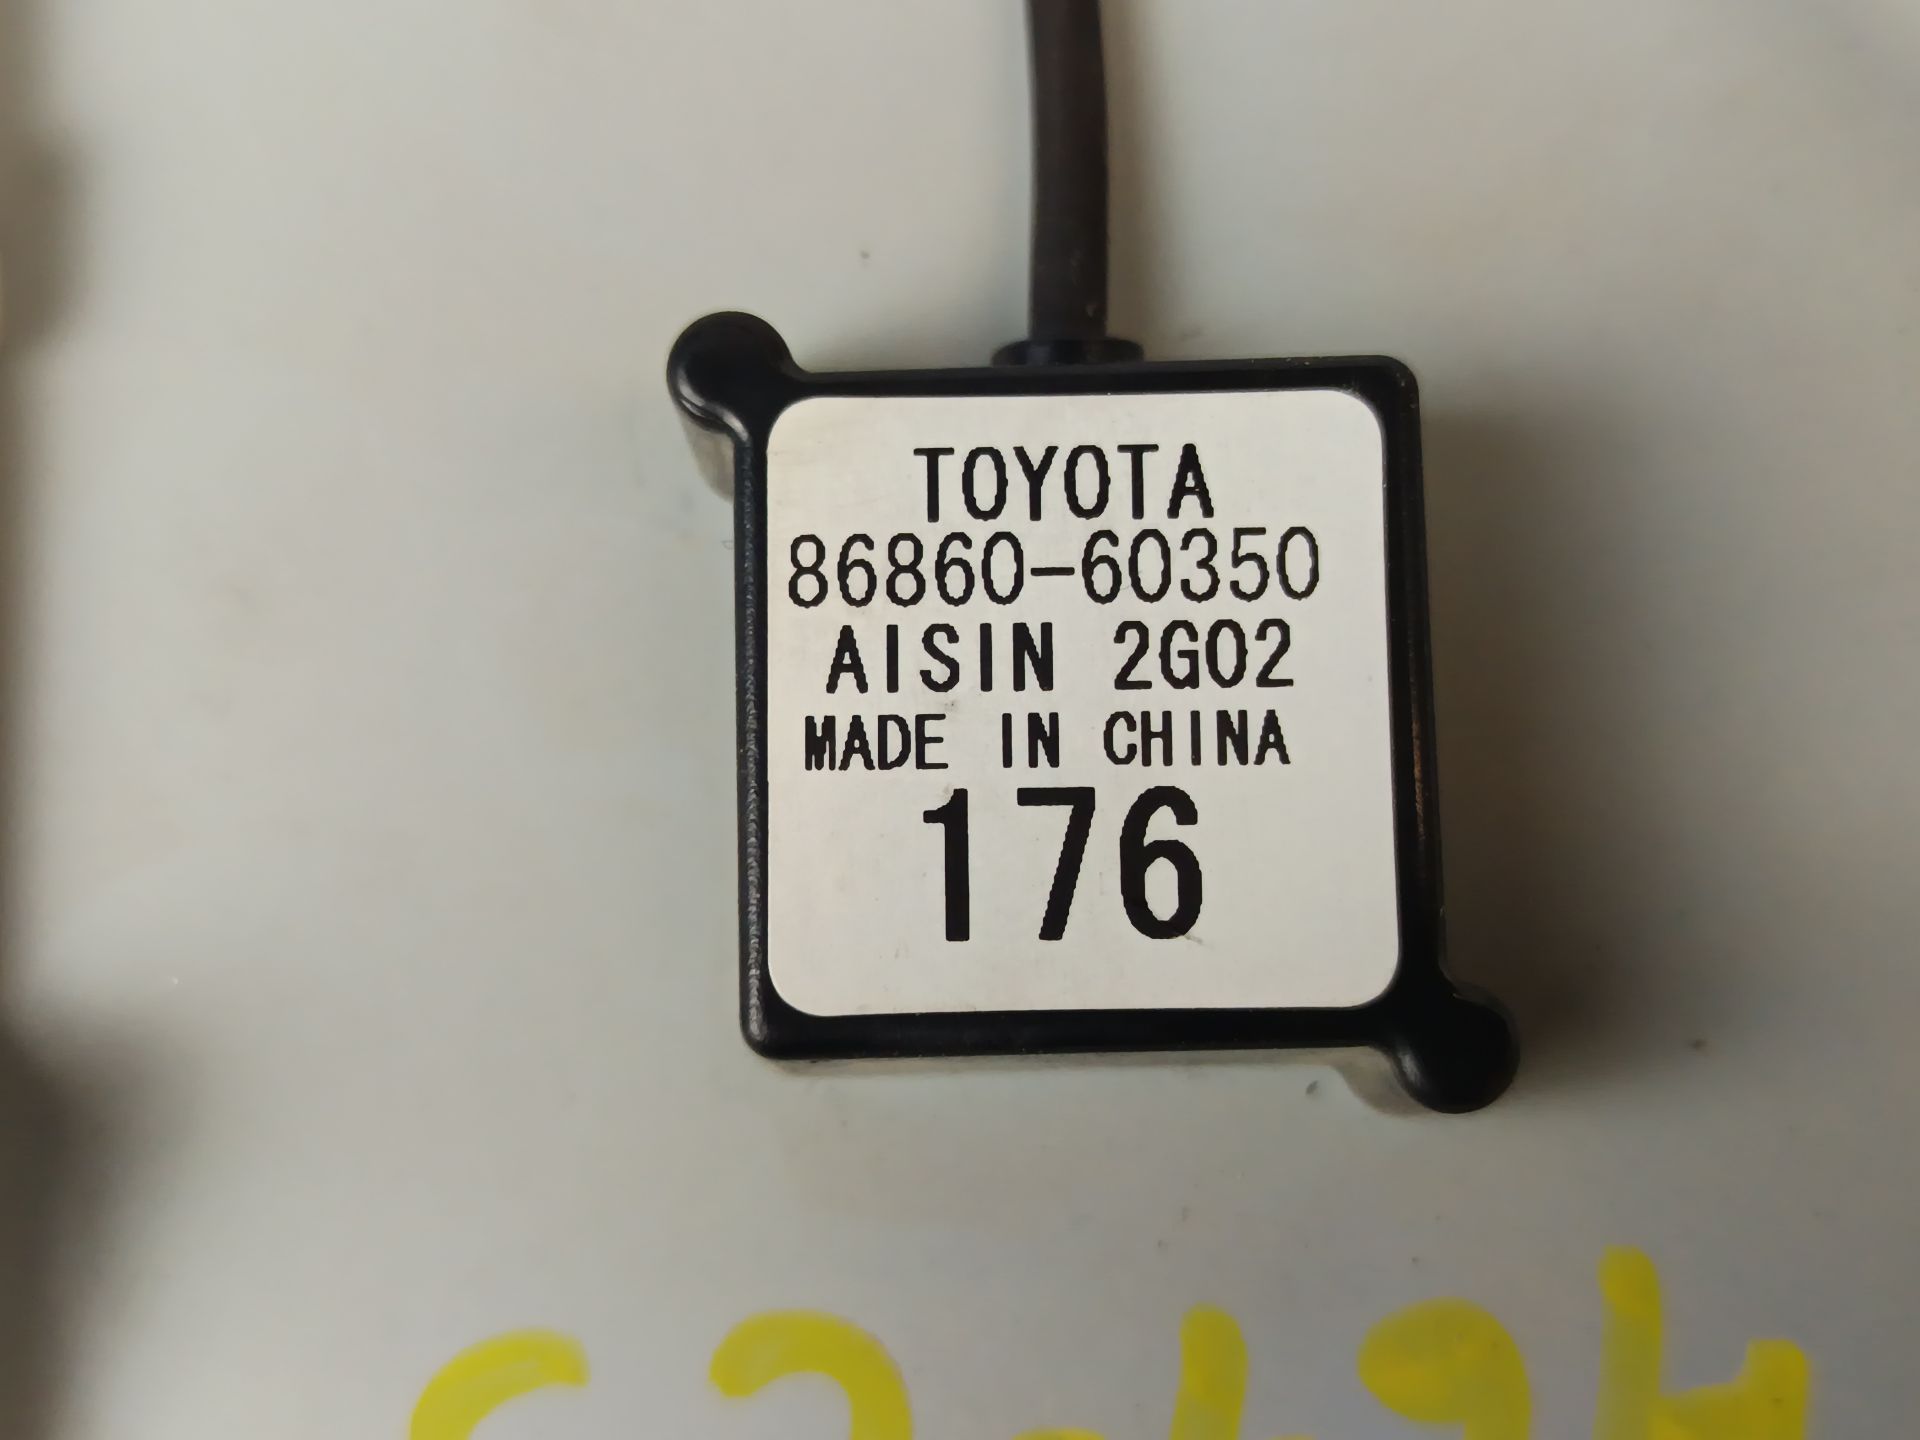 TOYOTA
86860-60350
AISIN 2G02
MADE IN CHINA
176